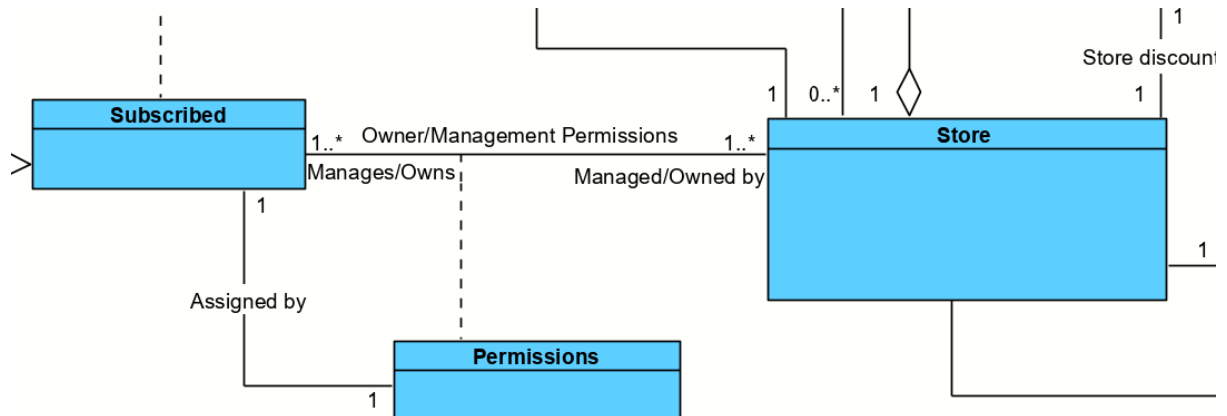 1
Store discount
1
0..*
1
1
Subscribed
Store
1..*
Owner/Management Permissions
1..*
Manages/Owns
Managed/Owned by
1
1
Assigned by
Permissions
1